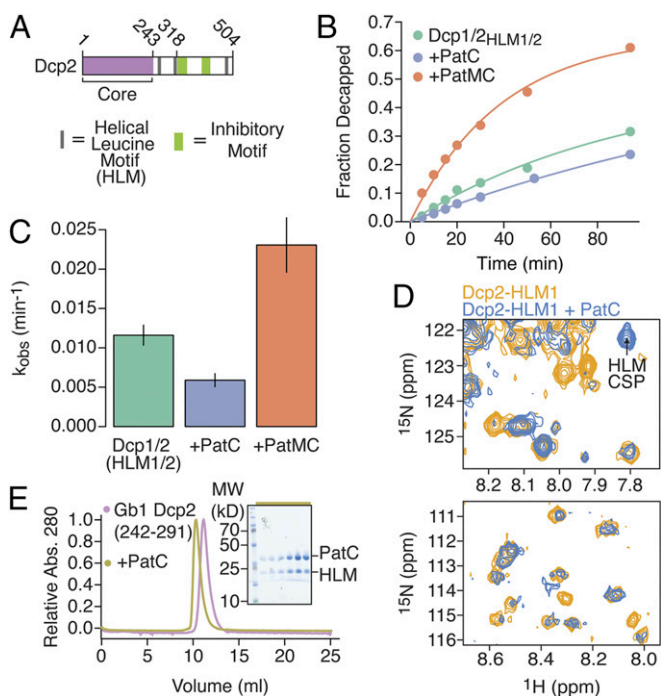 A
1
243
318
504
Dcp2
Core
= Helical
Leucine
Motif
(HLM)
= Inhibitory
Motif
B
Fraction Decapped
0.7
0.6
0.5
0.4
0.3
0.2
0.1
0.0
Dcp1/2HLM1/2
+PatC
+PatMC
0 20 40 60 80
Time (min)
C
kobs (min-1)
0.025
0.020
0.015
0.010
0.005
0.000
Dcp1/2
(HLM1/2)
+PatC
+PatMC
D
Dcp2-HLM1
Dcp2-HLM1 + PatC
15N (ppm)
122
123
124
125
HLM
CSP
8.2 8.1 8.0 7.9 7.8
15N (ppm)
111
112
113
114
115
116
8.6 8.4 8.2 8.0
1H (ppm)
E
Relative Abs. 280
1.0
0.8
0.6
0.4
0.2
0.0
Gb1 Dcp2
(242-291)
+PatC
MW
(kD)
70
50
25
10
PatC
HLM
0 5 10 15 20 25
Volume (ml)